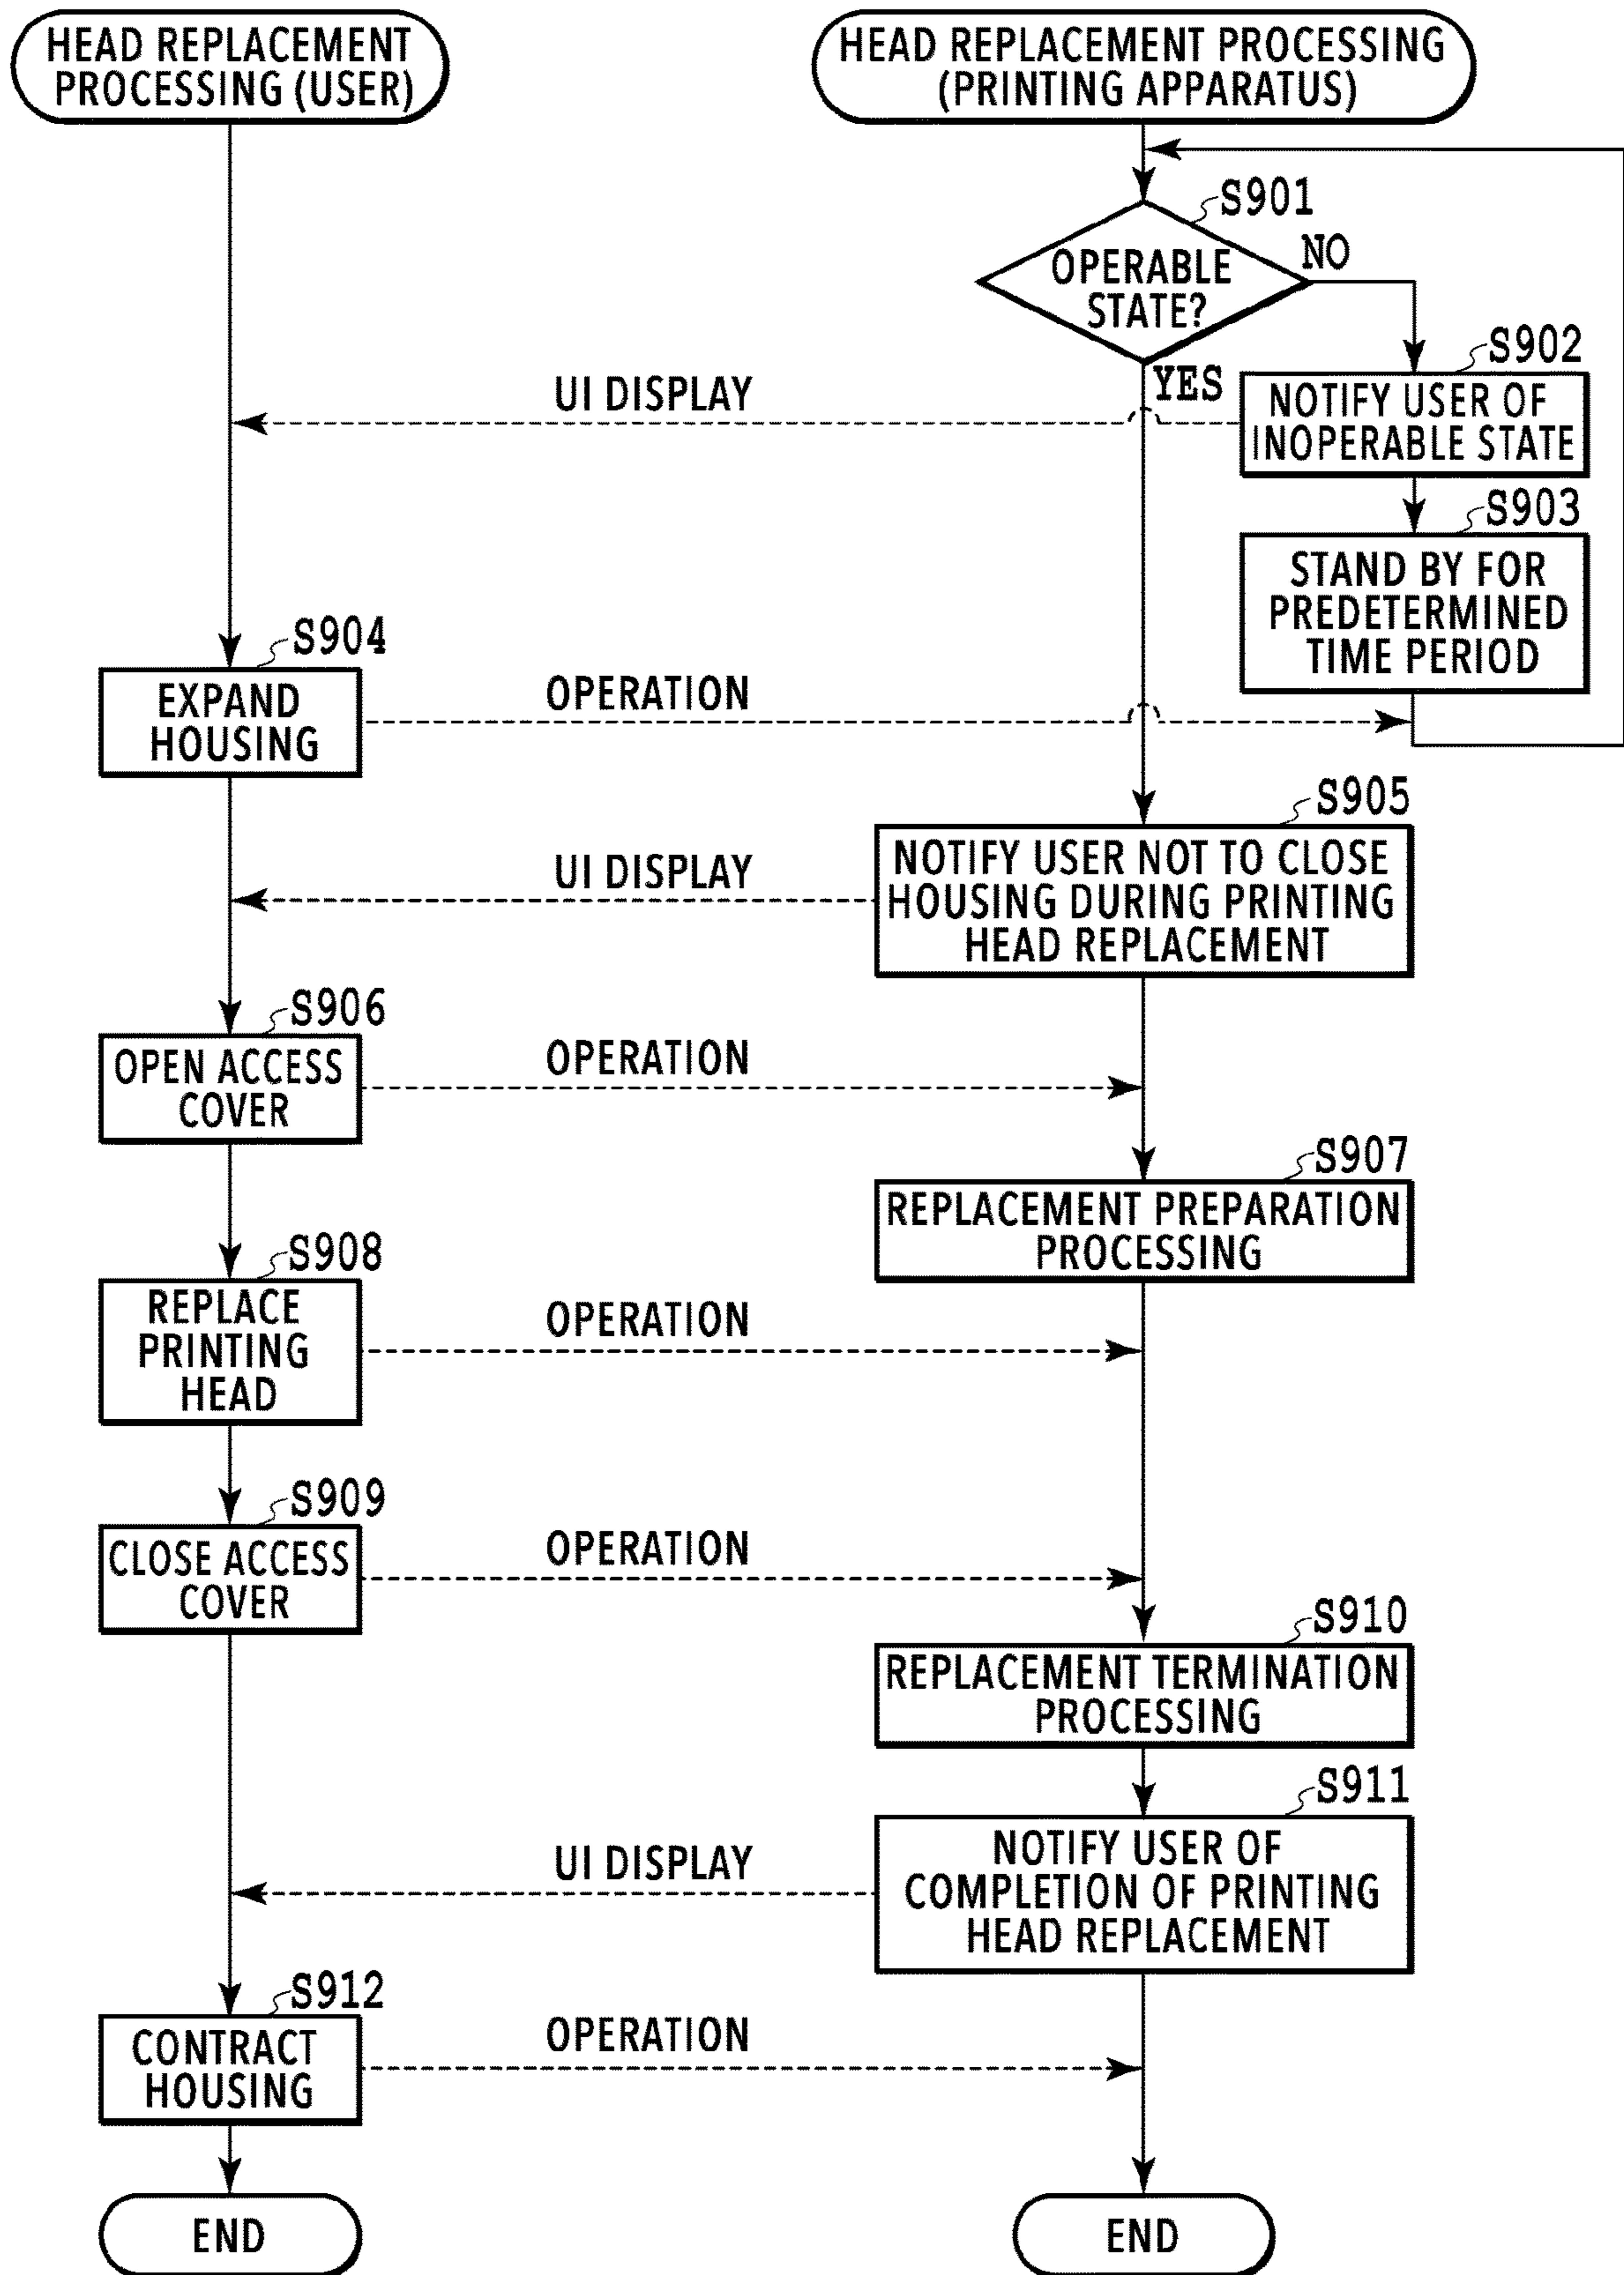 HEAD REPLACEMENT
PROCESSING (USER)
HEAD REPLACEMENT PROCESSING
(PRINTING APPARATUS)
S901
OPERABLE
STATE?
NO
YES
S902
NOTIFY USER OF
INOPERABLE STATE
UI DISPLAY
S903
STAND BY FOR
PREDETERMINED
TIME PERIOD
S904
EXPAND
HOUSING
OPERATION
S905
NOTIFY USER NOT TO CLOSE
HOUSING DURING PRINTING
HEAD REPLACEMENT
UI DISPLAY
S906
OPEN ACCESS
COVER
OPERATION
S907
REPLACEMENT PREPARATION
PROCESSING
S908
REPLACE
PRINTING
HEAD
OPERATION
S909
CLOSE ACCESS
COVER
OPERATION
S910
REPLACEMENT TERMINATION
PROCESSING
S911
NOTIFY USER OF
COMPLETION OF PRINTING
HEAD REPLACEMENT
UI DISPLAY
S912
CONTRACT
HOUSING
OPERATION
END
END